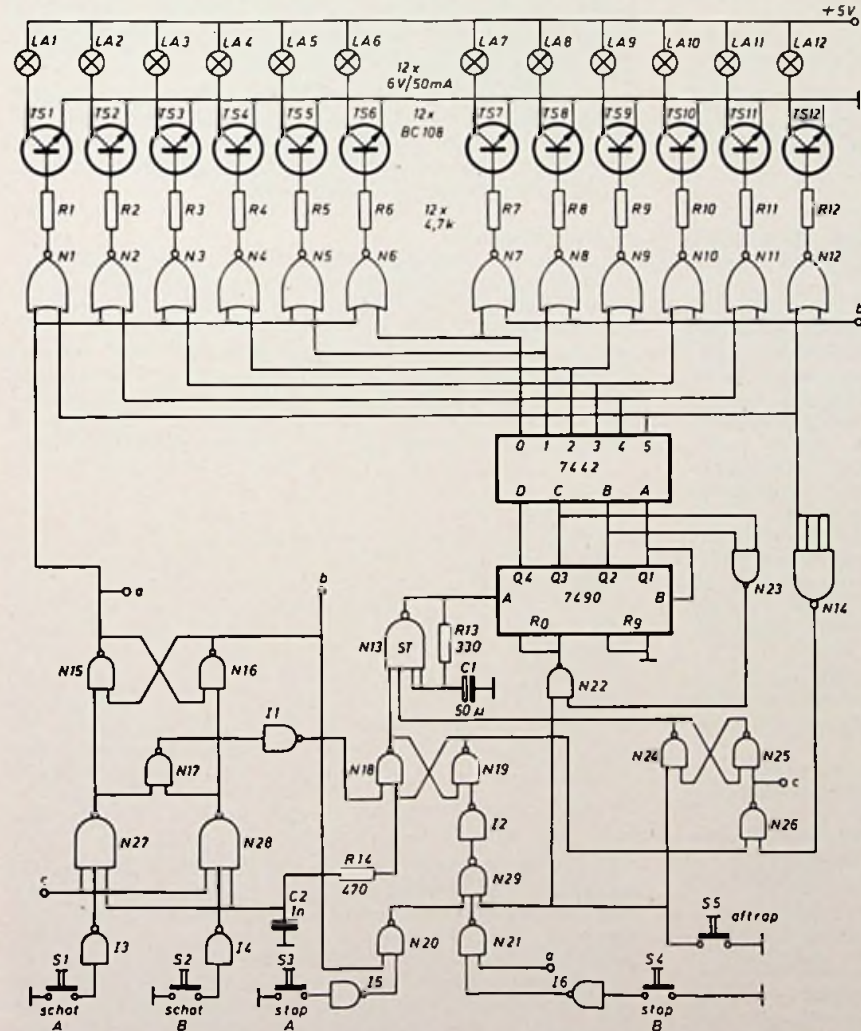 +5V
LA1 LA2 LA3 LA4 LA5 LA6 LA7 LA8 LA9 LA10 LA11 LA12
12x
6V/50mA
TS1 TS2 TS3 TS4 TS5 TS6 TS7 TS8 TS9 TS10 TS11 TS12
12x
BC 108
R1 R2 R3 R4 R5 R6 R7 R8 R9 R10 R11 R12
12x
4,7k
N1 N2 N3 N4 N5 N6 N7 N8 N9 N10 N11 N12
b
0 1 2 3 4 5
7442
D C B A
Q4 Q3 Q2 Q1
A 7490 B
R0 R9
N23
N14
a
b
N13 ST R13
330
C1
50µ
N15 N16
N22
I1
N17
N18 N19
N24 N25
c
N26
I2
N27 N28
R14
470
N29
c
C2
1n
S5
aftrap
I3 I4
N20 N21
a
S1 S2 S3 I5 I6 S4
schot schot stop stop
A B A B